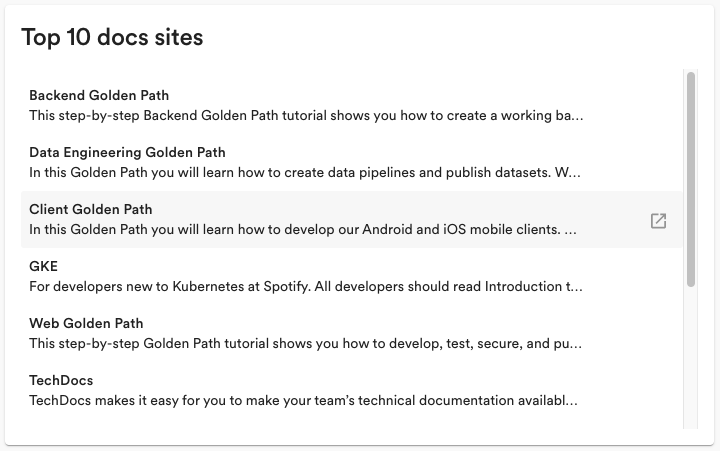 Top 10 docs sites
Backend Golden Path
This step-by-step Backend Golden Path tutorial shows you how to create a working ba…
Data Engineering Golden Path
In this Golden Path you will learn how to create data pipelines and publish datasets. W…
Client Golden Path
In this Golden Path you will learn how to develop our Android and iOS mobile clients. …
GKE
For developers new to Kubernetes at Spotify. All developers should read Introduction t…
Web Golden Path
This step-by-step Golden Path tutorial shows you how to develop, test, secure, and pu…
TechDocs
TechDocs makes it easy for you to make your team’s technical documentation availabl…